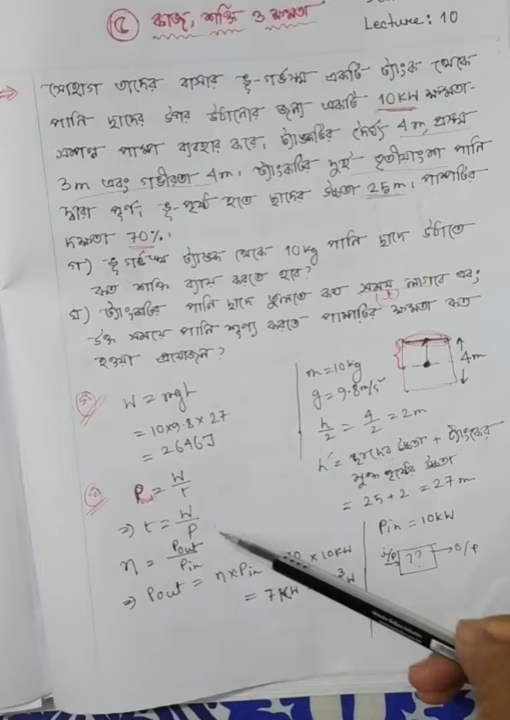 ৫ কাজ, শক্তি ও ক্ষমতা
Lecture: 10
সোহাগ তাদের বাসার ভূ-গর্ভস্থ একটি ট্যাংক থেকে
পানি ছাদের উপর উঠানোর জন্য একটি 10KW ক্ষমতা-
সম্পন্ন পাম্প ব্যবহার করে। ট্যাংকটির দৈর্ঘ্য 4m, প্রস্থ
3m এবং গভীরতা 4m। ট্যাংকটির দুই তৃতীয়াংশ পানি
দ্বারা পূর্ণ। ভূ-পৃষ্ঠ হতে ছাদের উচ্চতা 25m। পাম্পটির
দক্ষতা 70%।
গ) ভূ গর্ভস্থ ট্যাংক থেকে 10kg পানি ছাদে উঠাতে
কত শক্তি ব্যয় করতে হবে?
ঘ) ট্যাংকটির পানি ছাদে তুলতে কত সময় লাগবে এবং
(t)
উক্ত সময়ে পানি শূণ্য করতে পাম্পটির ক্ষমতা কত
হওয়া প্রয়োজন?
গ
W = mgh
= 10×9.8×27
= 2646J
m = 10kg
g = 9.8m/s²
h/2 = 4/2 = 2m
4m
h' = ছাদের উচ্চতা + ট্যাংকের
উচ্চতা
= 25 + 2 = 27m
Pout = W/t
⇒ t = W/P
η = Pout/Pin
⇒ Pout = η×Pin
× 10KW
= 7KW
Pin = 10KW
i/p ?? → o/p